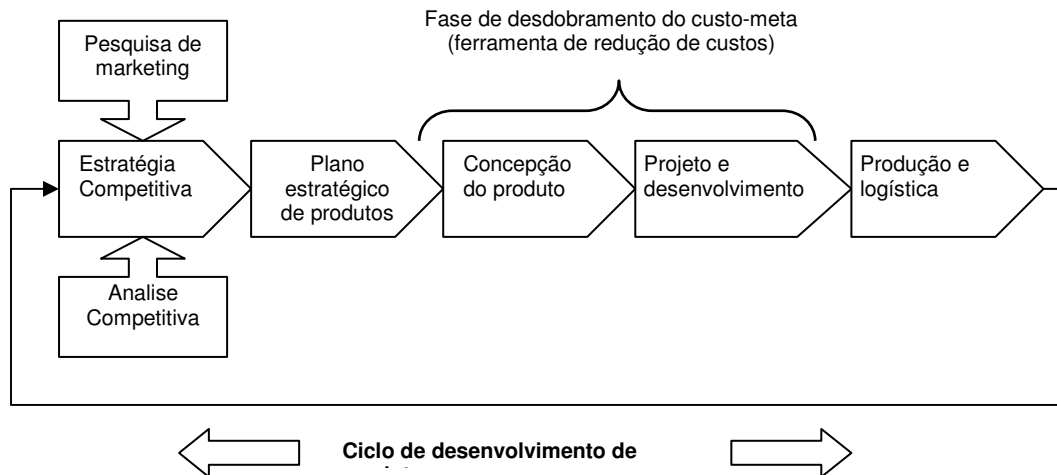 Fase de desdobramento do custo-meta
(ferramenta de redução de custos)
Pesquisa de
marketing
Estratégia
Competitiva
Plano
estratégico
de produtos
Concepção
do produto
Projeto e
desenvolvimento
Produção e
logística
Analise
Competitiva
Ciclo de desenvolvimento de